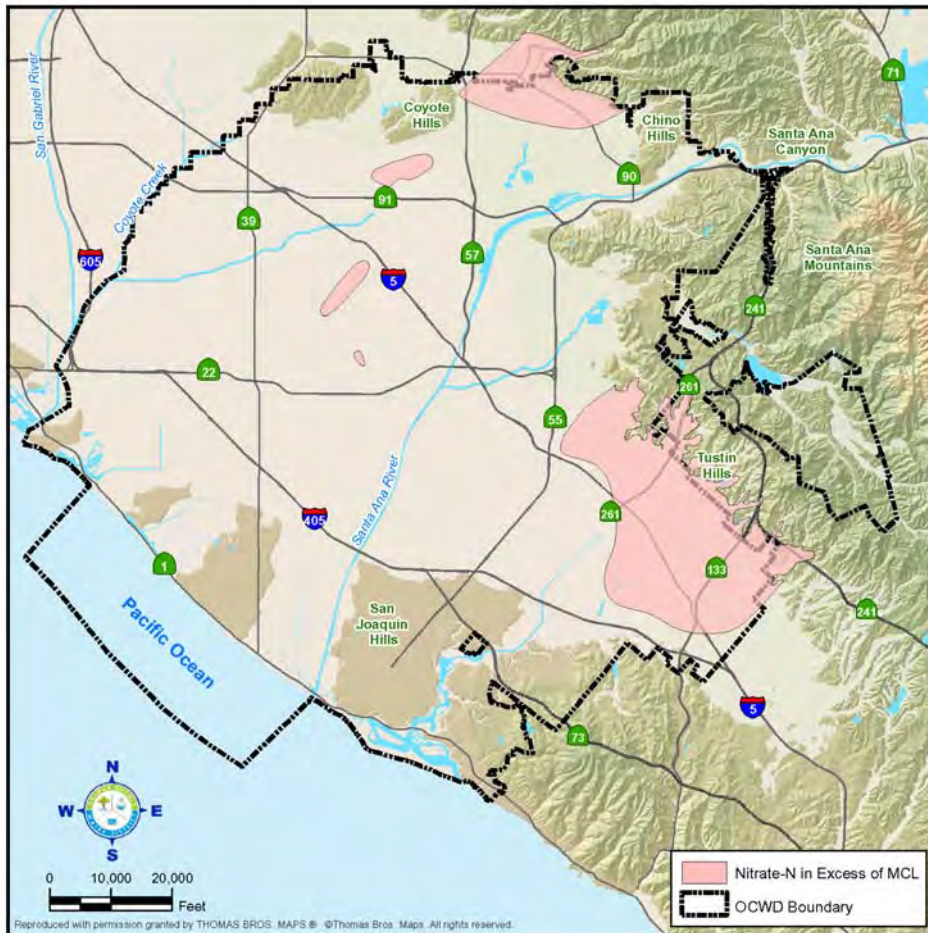 71
San Gabriel River
Coyote
Hills
Chino
Hills
Santa Ana
Canyon
90
91
Coyote Creek
39
57
605
5
Santa Ana
Mountains
241
22
261
55
Tustin
Hills
Santa Ana River
261
405
133
1
241
San
Joaquin
Hills
Pacific Ocean
5
73
N
W
E
S
0 10,000 20,000
Feet
Nitrate-N in Excess of MCL
OCWD Boundary
Reproduced with permission granted by THOMAS BROS. MAPS ® ©Thomas Bros. Maps. All rights reserved.